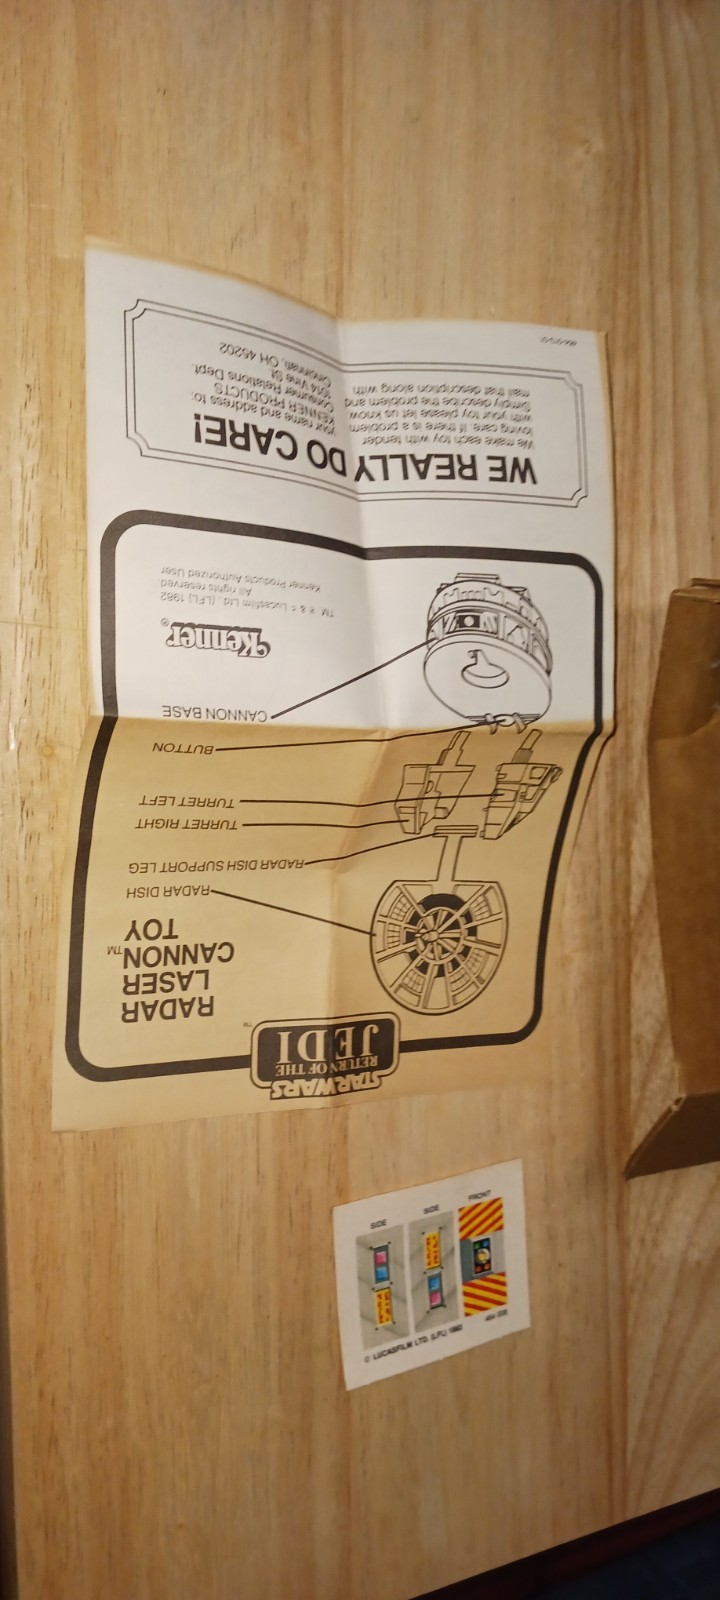 STAR WARS
RETURN OF THE
JEDI
™
RADAR
LASER
CANNON™
TOY
RADAR DISH
RADAR DISH SUPPORT LEG
TURRET RIGHT
TURRET LEFT
BUTTON
CANNON BASE
Kenner®
TM ® & © Lucasfilm Ltd. (LFL) 1982
All rights reserved
Kenner Products Authorized User
WE REALLY DO CARE!
We make each toy with tender
loving care. If there is a problem
with your toy please let us know.
Simply describe the problem and
mail that description along with
your name and address to:
KENNER PRODUCTS
Consumer Relations Dept.
1014 Vine St.
Cincinnati, OH 45202
SIDE
SIDE
FRONT
© LUCASFILM LTD. (LFL) 1982